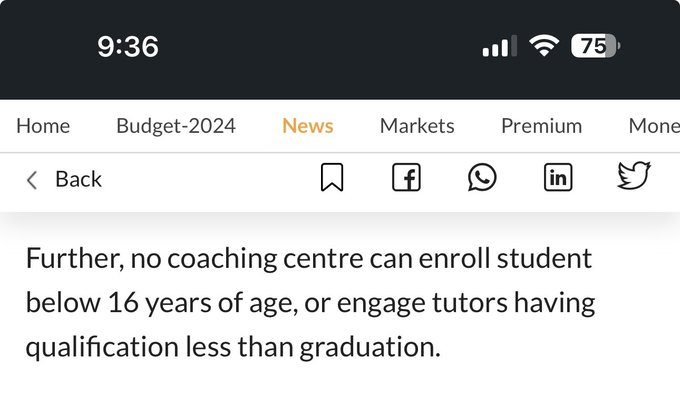 9:36 75
Home Budget-2024 News Markets Premium Mone
Back
Further, no coaching centre can enroll student
below 16 years of age, or engage tutors having
qualification less than graduation.